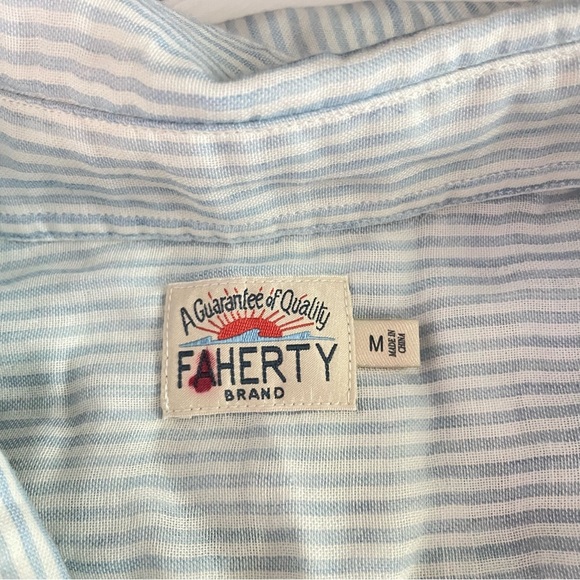 A Guarantee of Quality
FAHERTY
BRAND
M
MADE IN
CHINA